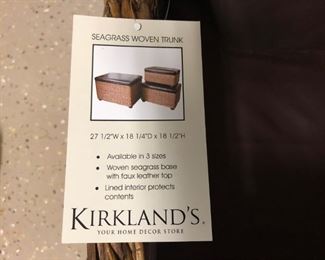 SEAGRASS WOVEN TRUNK
27 1/2"W x 18 1/4"D x 18 1/2"H
• Available in 3 sizes
• Woven seagrass base
with faux leather top
• Lined interior protects
contents
KIRKLAND'S®
YOUR HOME DECOR STORE